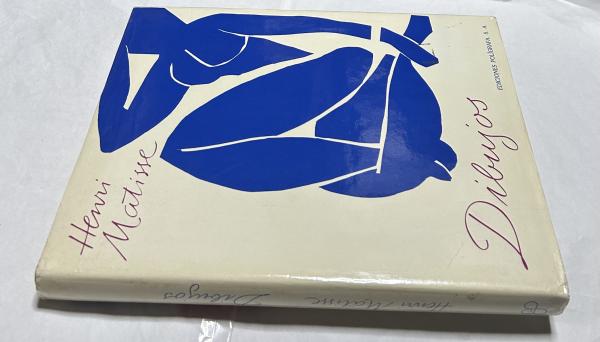 Henri
Matisse
Dibujos
EDICIONES POLIGRAFA, S. A.
Henri Matisse Dibujos